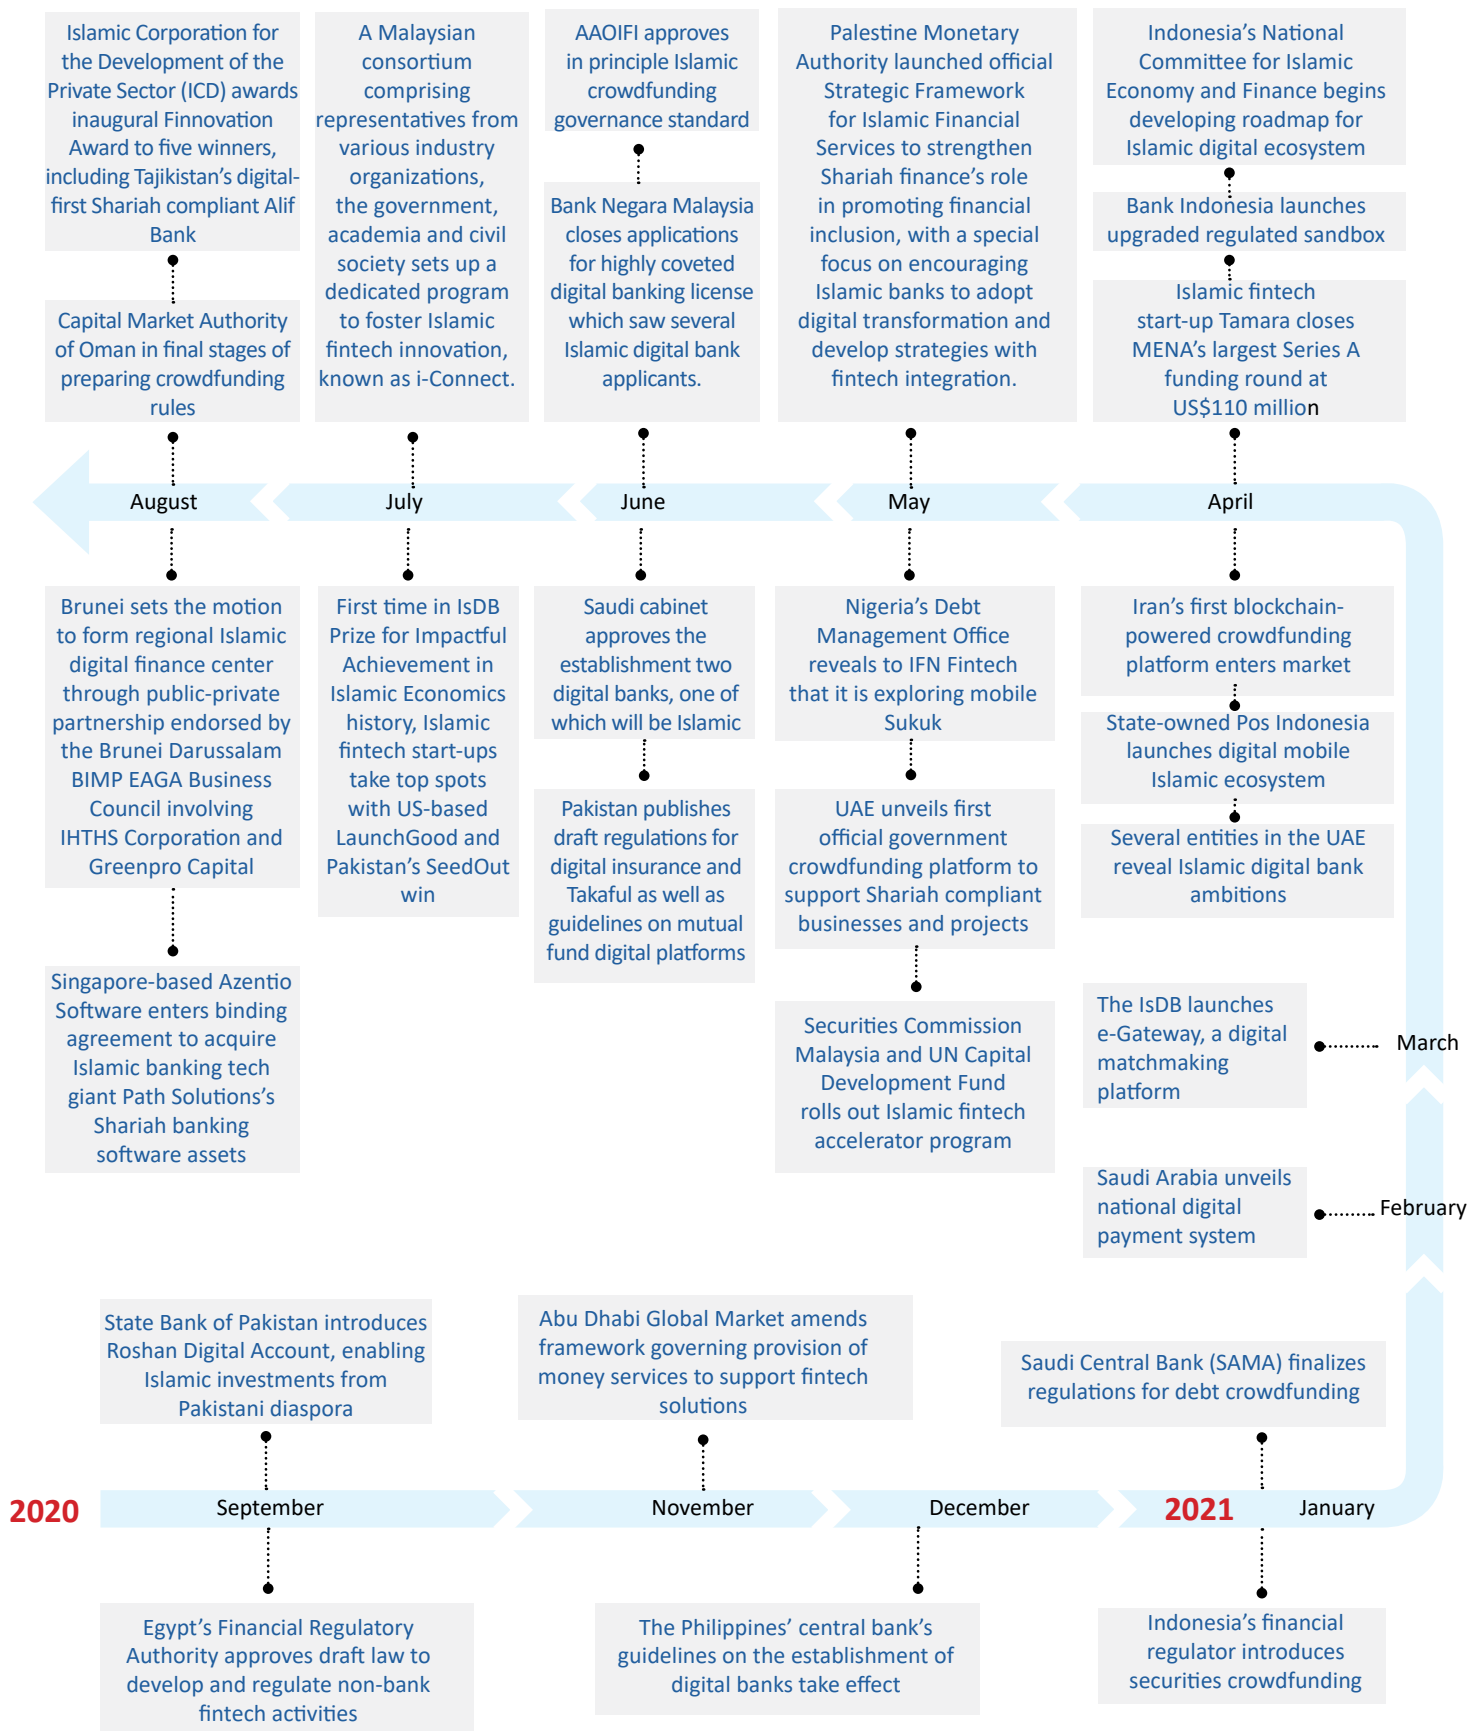 Islamic Corporation for
the Development of the
Private Sector (ICD) awards
inaugural Finnovation
Award to five winners,
including Tajikistan’s digital-
first Shariah compliant Alif
Bank
Capital Market Authority
of Oman in final stages of
preparing crowdfunding
rules
A Malaysian
consortium
comprising
representatives from
various industry
organizations,
the government,
academia and civil
society sets up a
dedicated program
to foster Islamic
fintech innovation,
known as i-Connect.
AAOIFI approves
in principle Islamic
crowdfunding
governance standard
Bank Negara Malaysia
closes applications
for highly coveted
digital banking license
which saw several
Islamic digital bank
applicants.
Palestine Monetary
Authority launched official
Strategic Framework
for Islamic Financial
Services to strengthen
Shariah finance’s role
in promoting financial
inclusion, with a special
focus on encouraging
Islamic banks to adopt
digital transformation and
develop strategies with
fintech integration.
Indonesia’s National
Committee for Islamic
Economy and Finance begins
developing roadmap for
Islamic digital ecosystem
Bank Indonesia launches
upgraded regulated sandbox
Islamic fintech
start-up Tamara closes
MENA’s largest Series A
funding round at
US$110 million
August
July
June
May
April
Brunei sets the motion
to form regional Islamic
digital finance center
through public-private
partnership endorsed by
the Brunei Darussalam
BIMP EAGA Business
Council involving
IHTHS Corporation and
Greenpro Capital
Singapore-based Azentio
Software enters binding
agreement to acquire
Islamic banking tech
giant Path Solutions’s
Shariah banking
software assets
First time in IsDB
Prize for Impactful
Achievement in
Islamic Economics
history, Islamic
fintech start-ups
take top spots
with US-based
LaunchGood and
Pakistan’s SeedOut
win
Saudi cabinet
approves the
establishment two
digital banks, one of
which will be Islamic
Pakistan publishes
draft regulations for
digital insurance and
Takaful as well as
guidelines on mutual
fund digital platforms
Nigeria’s Debt
Management Office
reveals to IFN Fintech
that it is exploring mobile
Sukuk
UAE unveils first
official government
crowdfunding platform to
support Shariah compliant
businesses and projects
Securities Commission
Malaysia and UN Capital
Development Fund
rolls out Islamic fintech
accelerator program
Iran’s first blockchain-
powered crowdfunding
platform enters market
State-owned Pos Indonesia
launches digital mobile
Islamic ecosystem
Several entities in the UAE
reveal Islamic digital bank
ambitions
The IsDB launches
e-Gateway, a digital
matchmaking
platform
March
Saudi Arabia unveils
national digital
payment system
February
State Bank of Pakistan introduces
Roshan Digital Account, enabling
Islamic investments from
Pakistani diaspora
Abu Dhabi Global Market amends
framework governing provision of
money services to support fintech
solutions
Saudi Central Bank (SAMA) finalizes
regulations for debt crowdfunding
2020
September
November
December
2021
January
Egypt’s Financial Regulatory
Authority approves draft law to
develop and regulate non-bank
fintech activities
The Philippines’ central bank’s
guidelines on the establishment of
digital banks take effect
Indonesia’s financial
regulator introduces
securities crowdfunding